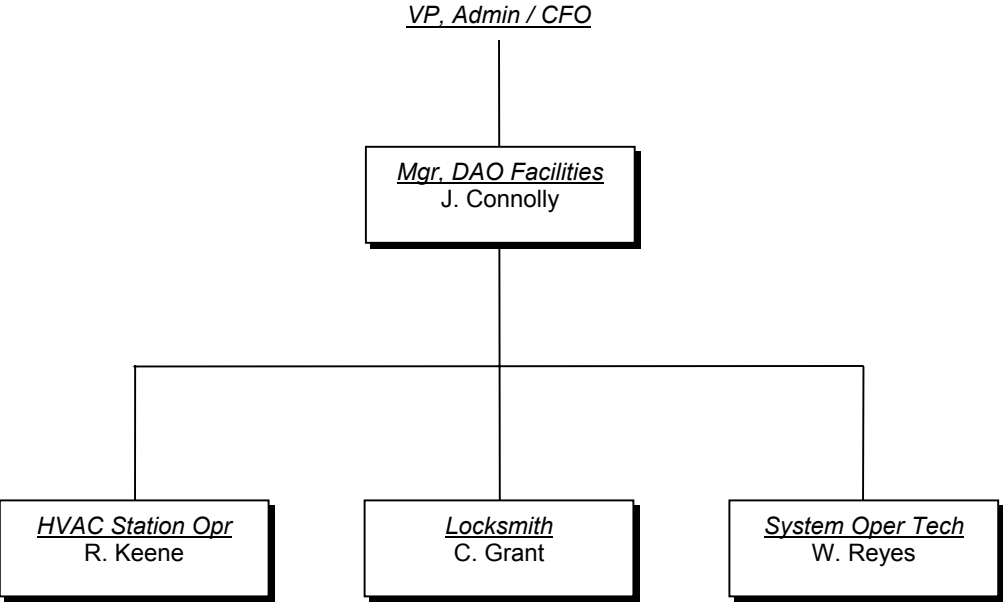 VP, Admin / CFO
Mgr, DAO Facilities
J. Connolly
HVAC Station Opr
R. Keene
Locksmith
C. Grant
System Oper Tech
W. Reyes